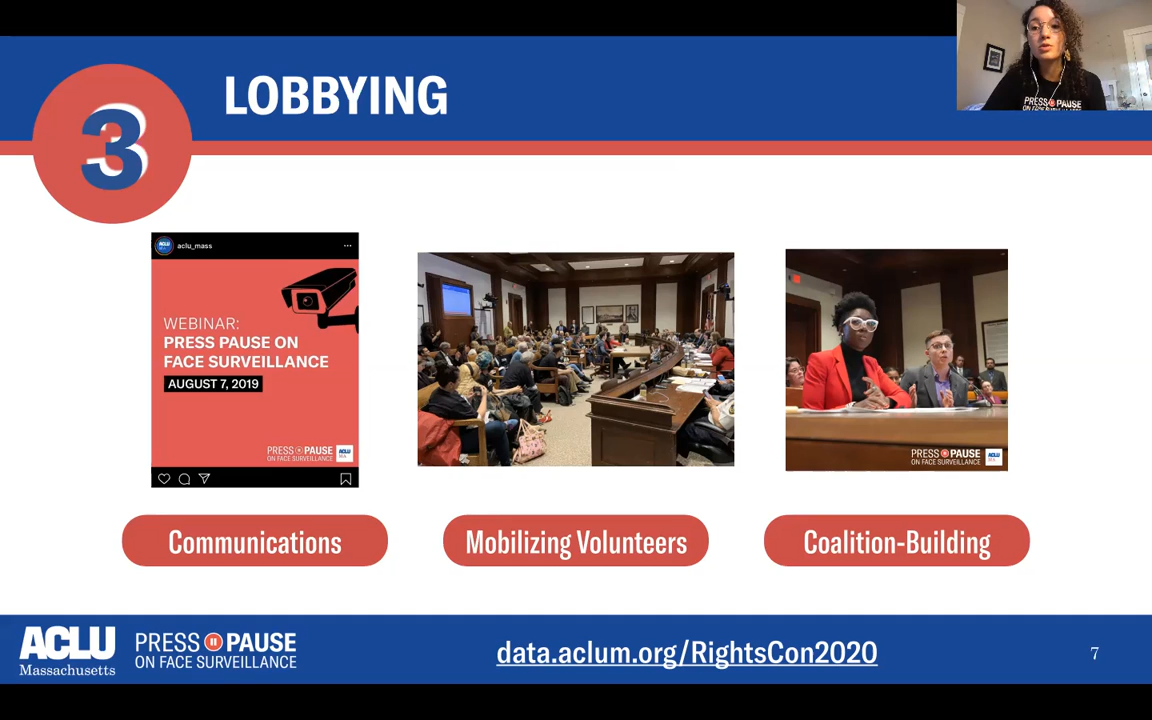 3
LOBBYING
PRESS PAUSE
aclu_mass
WEBINAR:
PRESS PAUSE ON
FACE SURVEILLANCE
AUGUST 7, 2019
PRESS PAUSE
ON FACE SURVEILLANCE
ACLU
PRESS PAUSE
ON FACE SURVEILLANCE
ACLU
Communications
Mobilizing Volunteers
Coalition-Building
ACLU
Massachusetts
PRESS PAUSE
ON FACE SURVEILLANCE
data.aclum.org/RightsCon2020
7